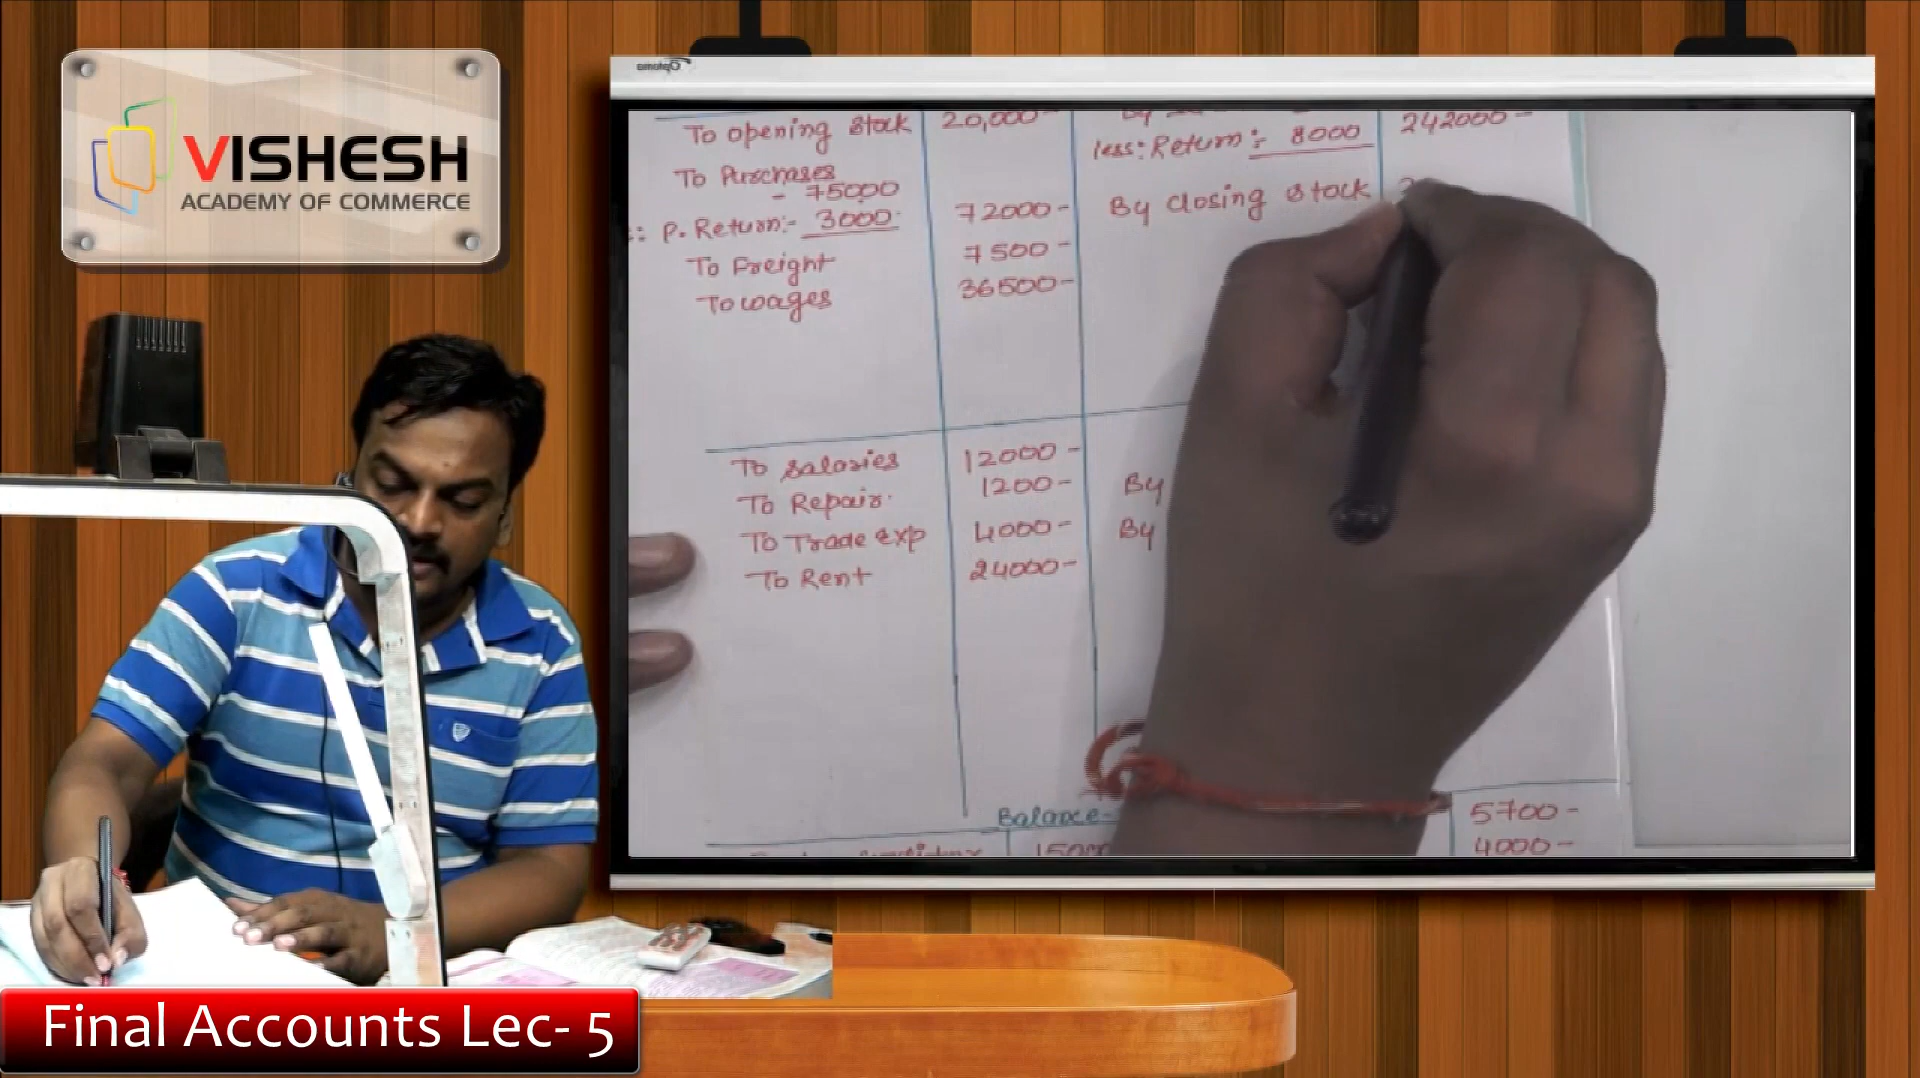 VISHESH
ACADEMY OF COMMERCE
Optoma
To opening stock 20,000-
less: Return:- 8000 242000-
To Purchases
- 75000
: P. Return:- 3000 72000-
By Closing stock
To Freight 7500-
To wages 36500-
To Salaries 12000-
To Repair 1200- By
To Trade exp 4000- By
To Rent 24000-
Balance-
5700-
15000
4000-
Final Accounts Lec- 5